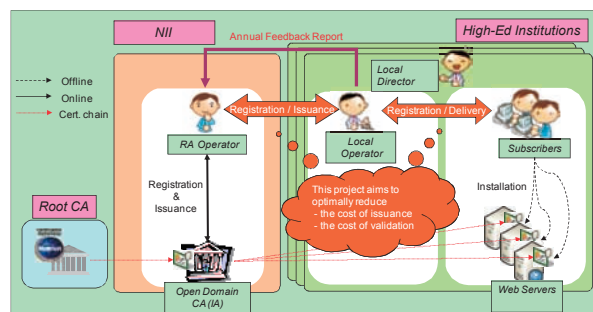 NII
Annual Feedback Report
High-Ed Institutions
Offline
Online
Cert. chain
Local
Director
Registration / Issuance
Registration / Delivery
RA Operator
Local
Operator
Subscribers
Registration
&
Issuance
This project aims to
optimally reduce
- the cost of issuance
- the cost of validation
Installation
Root CA
Open Domain
CA (IA)
Web Servers